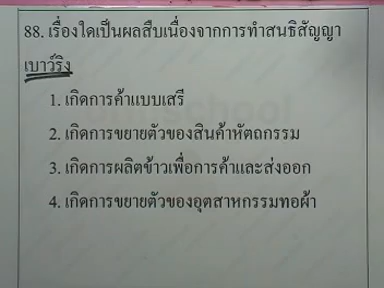 88. เรื่องใดเป็นผลสืบเนื่องจากการทำสนธิสัญญา
เบาว์ริง
1. เกิดการค้าแบบเสรี
2. เกิดการขยายตัวของสินค้าหัตถกรรม
3. เกิดการผลิตข้าวเพื่อการค้าและส่งออก
4. เกิดการขยายตัวของอุตสาหกรรมทอผ้า